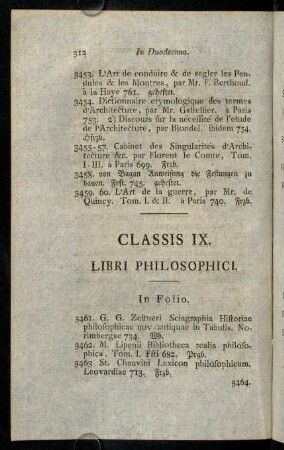 312 In Duodecimo.
3453. L'Art de conduire & de regler les Pen-
dules & les Montres, par Mr. F. Berthoud.
à la Haye 761. geheftet.
3454. Dictionnaire etymologique des termes
d'Architecture, par Mr. Gastellier. à Paris
753. 2) Discours sur la necessité de l'etude
de l'Architecture, par Blondel. ibidem 754.
Hfrzb.
3455-57. Cabinet des Singularités d'Archi-
tecture &c. par Florent le Comte, Tom.
I-III. à Paris 699. Frzb.
3458. von Bagan Anweisung die Festungen zu
bauen. Frft. 745. geheftet.
3459. 60. L'Art de la guerre, par Mr. de
Quincy. Tom. I. & II. à Paris 740. Frzb.
CLASSIS IX.
LIBRI PHILOSOPHICI.
In Folio.
3461. G. G. Zeltneri Sciagraphia Historiae
philosophicae nov-antiquae in Tabulis. No-
rimbergae 734. Pb.
3462. M. Lipenii Bibliotheca realis philoso-
phica, Tom. I. Ffti 682. Prgb.
3463. St. Chauvini Lexicon philosophicum.
Leovardiae 713. Frzb.
3464.